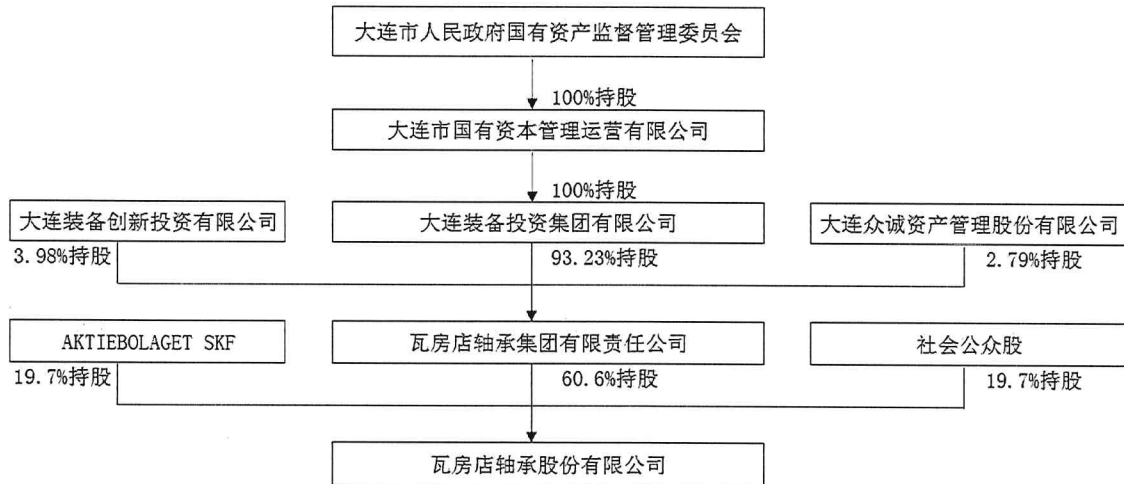 大连市人民政府国有资产监督管理委员会
100%持股
大连市国有资本管理运营有限公司
100%持股
大连装备创新投资有限公司
大连装备投资集团有限公司
大连众诚资产管理股份有限公司
3.98%持股
93.23%持股
2.79%持股
AKTIEBOLAGET SKF
瓦房店轴承集团有限责任公司
社会公众股
19.7%持股
60.6%持股
19.7%持股
瓦房店轴承股份有限公司